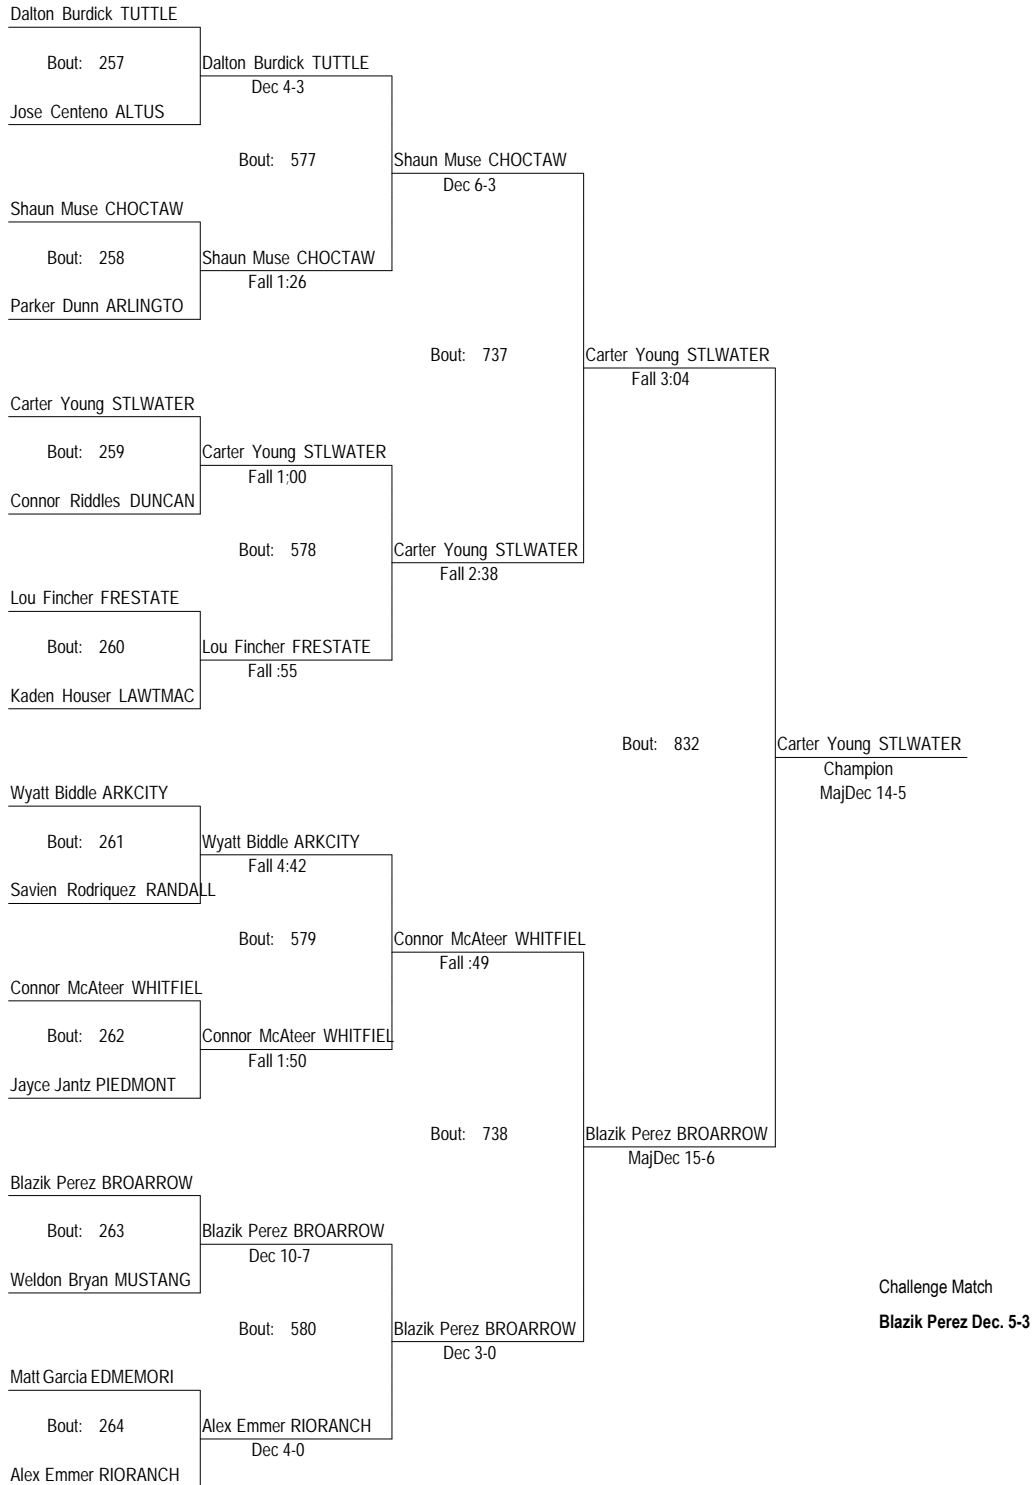 Dalton Burdick TUTTLE
Bout: 257 Dalton Burdick TUTTLE
Dec 4-3
Jose Centeno ALTUS
Bout: 577 Shaun Muse CHOCTAW
Dec 6-3
Shaun Muse CHOCTAW
Bout: 258 Shaun Muse CHOCTAW
Fall 1:26
Parker Dunn ARLINGTO
Bout: 737 Carter Young STLWATER
Fall 3:04
Carter Young STLWATER
Bout: 259 Carter Young STLWATER
Fall 1;00
Connor Riddles DUNCAN
Bout: 578 Carter Young STLWATER
Fall 2:38
Lou Fincher FRESTATE
Bout: 260 Lou Fincher FRESTATE
Fall :55
Kaden Houser LAWTMAC
Bout: 832 Carter Young STLWATER
Champion
MajDec 14-5
Wyatt Biddle ARKCITY
Bout: 261 Wyatt Biddle ARKCITY
Fall 4:42
Savien Rodriquez RANDALL
Bout: 579 Connor McAteer WHITFIEL
Fall :49
Connor McAteer WHITFIEL
Bout: 262 Connor McAteer WHITFIEL
Fall 1:50
Jayce Jantz PIEDMONT
Bout: 738 Blazik Perez BROARROW
MajDec 15-6
Blazik Perez BROARROW
Bout: 263 Blazik Perez BROARROW
Dec 10-7
Weldon Bryan MUSTANG
Challenge Match
Blazik Perez Dec. 5-3
Bout: 580 Blazik Perez BROARROW
Dec 3-0
Matt Garcia EDMEMORI
Bout: 264 Alex Emmer RIORANCH
Dec 4-0
Alex Emmer RIORANCH